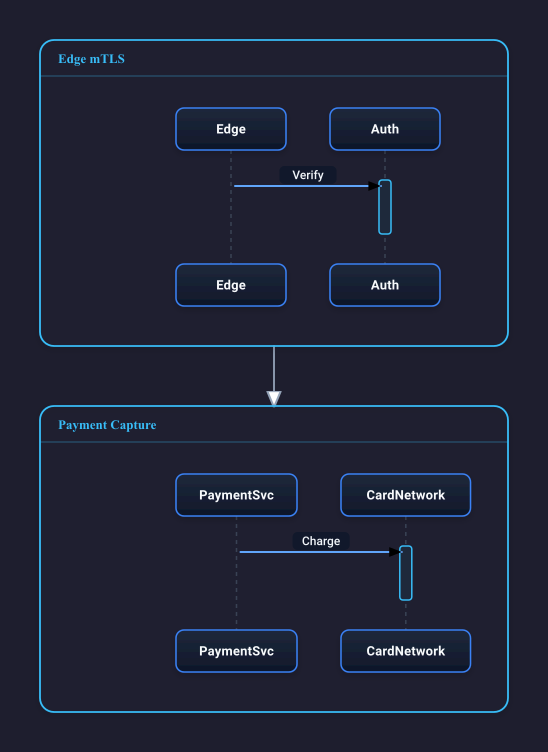 Edge mTLS
Edge
Auth
Verify
Edge
Auth
Payment Capture
PaymentSvc
CardNetwork
Charge
PaymentSvc
CardNetwork